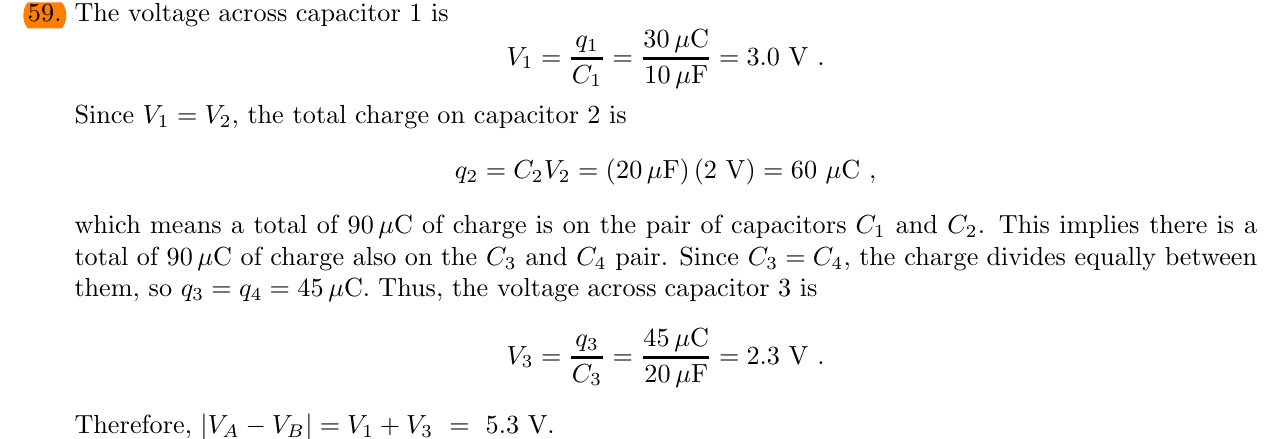 59. The voltage across capacitor 1 is
V₁ = q₁/C₁ = 30 μC/10 μF = 3.0 V .
Since V₁ = V₂, the total charge on capacitor 2 is
q₂ = C₂V₂ = (20 μF) (2 V) = 60 μC ,
which means a total of 90 μC of charge is on the pair of capacitors C₁ and C₂. This implies there is a
total of 90 μC of charge also on the C₃ and C₄ pair. Since C₃ = C₄, the charge divides equally between
them, so q₃ = q₄ = 45 μC. Thus, the voltage across capacitor 3 is
V₃ = q₃/C₃ = 45 μC/20 μF = 2.3 V .
Therefore, |V_A − V_B| = V₁ + V₃ = 5.3 V.